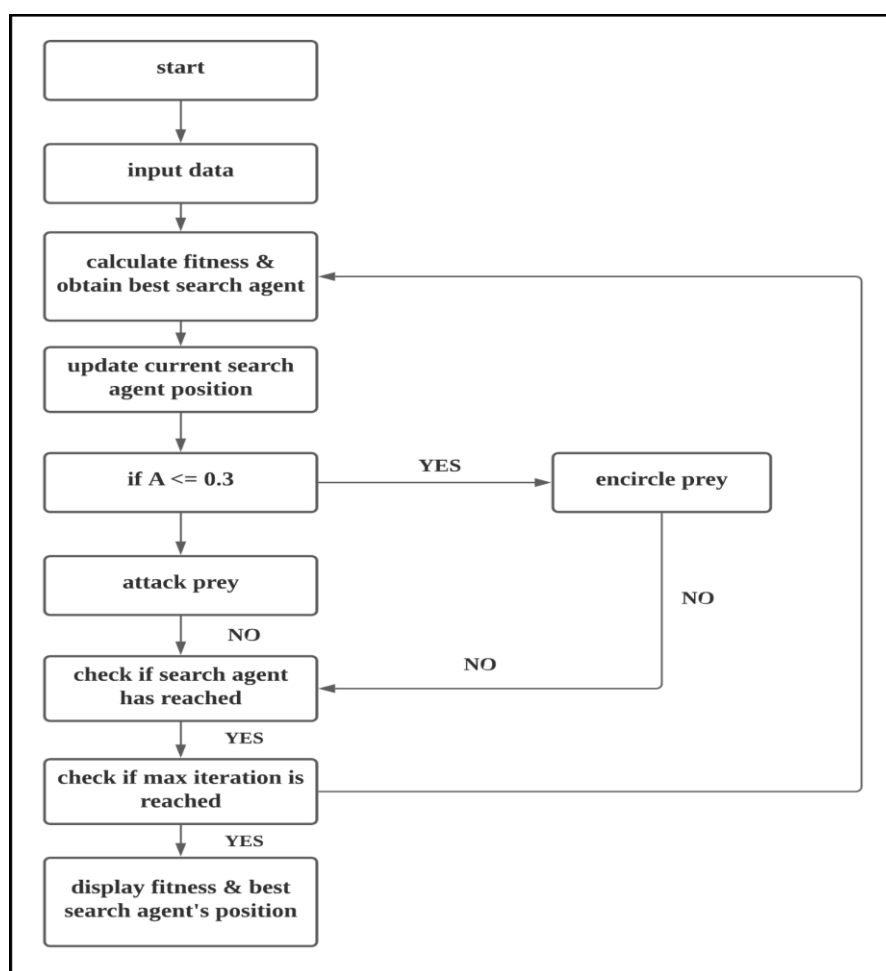 start
input data
calculate fitness &
obtain best search agent
update current search
agent position
if A <= 0.3
YES
encircle prey
attack prey
NO
NO
NO
check if search agent
has reached
YES
check if max iteration is
reached
YES
display fitness & best
search agent's position